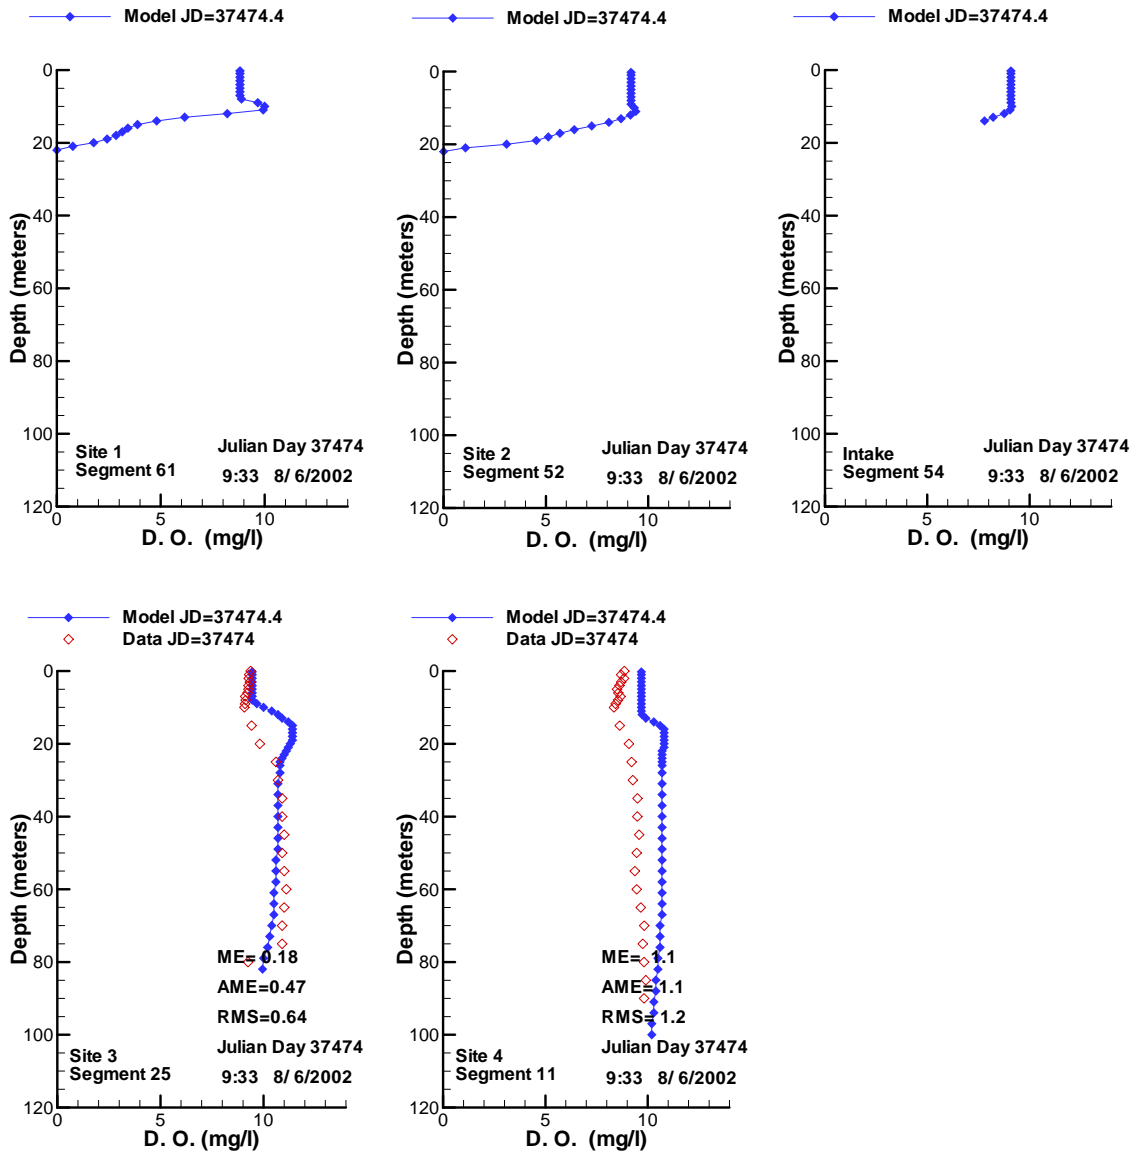 Model JD=37474.4
0
20
40
60
80
100
120
Depth (meters)
Site 1
Segment 61
Julian Day 37474
9:33 8/ 6/2002
0 5 10
D. O. (mg/l)
Model JD=37474.4
0
20
40
60
80
100
120
Depth (meters)
Site 2
Segment 52
Julian Day 37474
9:33 8/ 6/2002
0 5 10
D. O. (mg/l)
Model JD=37474.4
0
20
40
60
80
100
120
Depth (meters)
Intake
Segment 54
Julian Day 37474
9:33 8/ 6/2002
0 5 10
D. O. (mg/l)
Model JD=37474.4
Data JD=37474
0
20
40
60
80
100
120
Depth (meters)
ME= 0.18
AME=0.47
RMS=0.64
Site 3
Segment 25
Julian Day 37474
9:33 8/ 6/2002
0 5 10
D. O. (mg/l)
Model JD=37474.4
Data JD=37474
0
20
40
60
80
100
120
Depth (meters)
ME= 1.1
AME=1.1
RMS=1.2
Site 4
Segment 11
Julian Day 37474
9:33 8/ 6/2002
0 5 10
D. O. (mg/l)